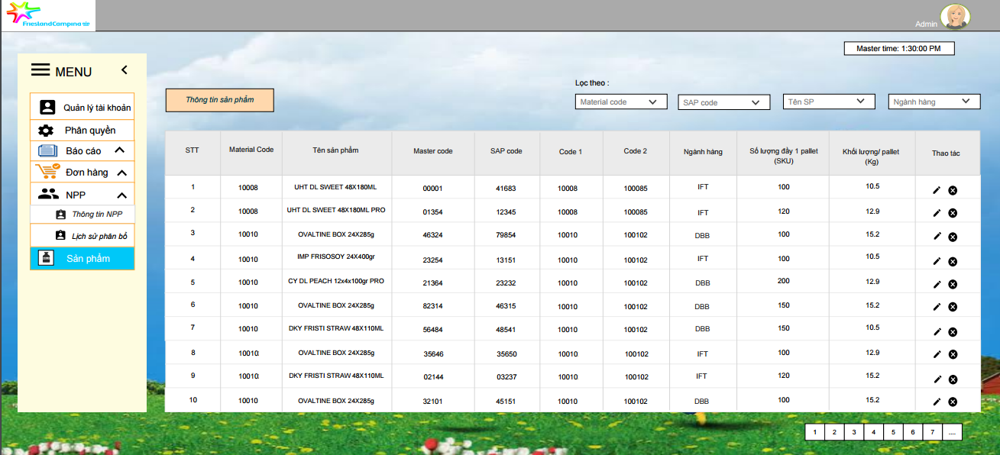 FrieslandCampina
Admin
Master time: 1:30:00 PM
MENU
Quản lý tài khoản
Phân quyền
Báo cáo
Đơn hàng
NPP
Thông tin NPP
Lịch sử phân bổ
Sản phẩm
Thông tin sản phẩm
Lọc theo :
Material code SAP code Tên SP Ngành hàng
STT Material Code Tên sản phẩm Master code SAP code Code 1 Code 2 Ngành hàng Số lượng đầy 1 pallet (SKU) Khối lượng/ pallet (Kg) Thao tác
1 10008 UHT DL SWEET 48X180ML 00001 41683 10008 100085 IFT 100 10.5
2 10008 UHT DL SWEET 48X180ML PRO 01354 12345 10008 100085 IFT 120 12.9
3 10010 OVALTINE BOX 24X285g 46324 79854 10010 100102 DBB 100 15.2
4 10010 IMP FRISOSOY 24X400gr 23254 13151 10010 100102 IFT 100 10.5
5 10010 CY DL PEACH 12x4x100gr PRO 21364 23232 10010 100102 DBB 200 12.9
6 10010 OVALTINE BOX 24X285g 82314 46315 10010 100102 DBB 150 15.2
7 10010 DKY FRISTI STRAW 48X110ML 56484 48541 10010 100102 DBB 150 10.5
8 10010 OVALTINE BOX 24X285g 35646 35650 10010 100102 IFT 100 12.9
9 10010 DKY FRISTI STRAW 48X110ML 02144 03237 10010 100102 IFT 120 15.2
10 10010 OVALTINE BOX 24X285g 32101 45151 10010 100102 DBB 100 15.2
1 2 3 4 5 6 7 ....